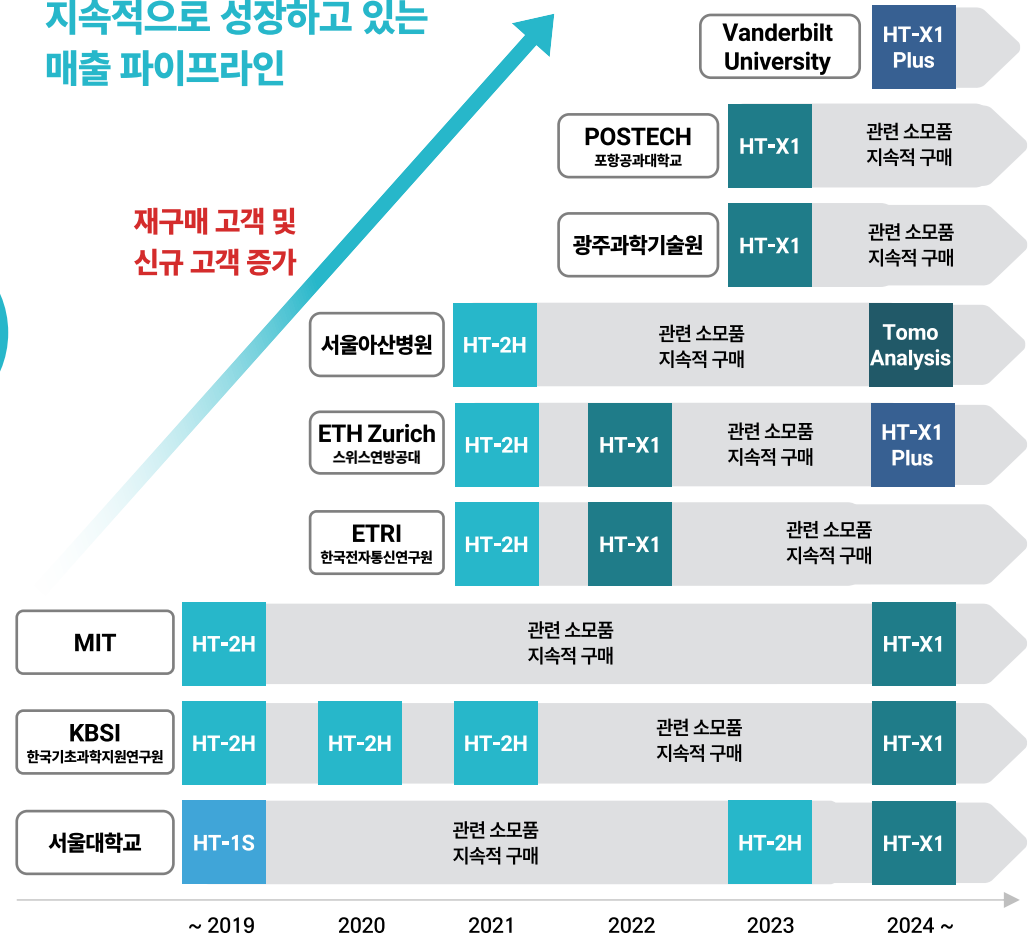 지속적으로 성장하고 있는
매출 파이프라인
재구매 고객 및
신규 고객 증가
Vanderbilt
University
HT-X1
Plus
POSTECH
포항공과대학교
HT-X1
관련 소모품
지속적 구매
광주과학기술원
HT-X1
관련 소모품
지속적 구매
서울아산병원
HT-2H
관련 소모품
지속적 구매
Tomo
Analysis
ETH Zurich
스위스연방공대
HT-2H
HT-X1
관련 소모품
지속적 구매
HT-X1
Plus
ETRI
한국전자통신연구원
HT-2H
HT-X1
관련 소모품
지속적 구매
MIT
HT-2H
관련 소모품
지속적 구매
HT-X1
KBSI
한국기초과학지원연구원
HT-2H
HT-2H
HT-2H
관련 소모품
지속적 구매
HT-X1
서울대학교
HT-1S
관련 소모품
지속적 구매
HT-2H
HT-X1
~ 2019
2020
2021
2022
2023
2024 ~